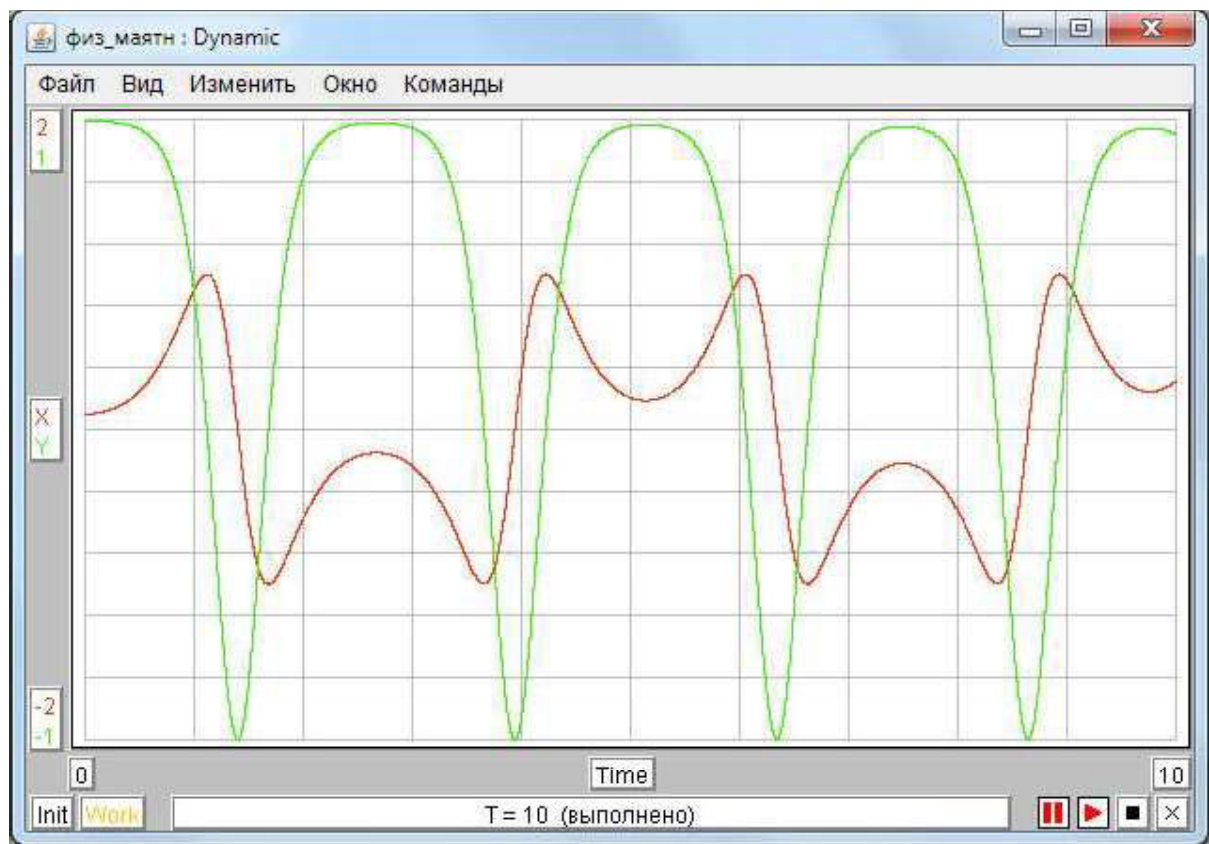 физ_маятн : Dynamic
Файл Вид Изменить Окно Команды
2
1
X
Y
-2
-1
0 Time 10
Init Work T = 10 (выполнено)